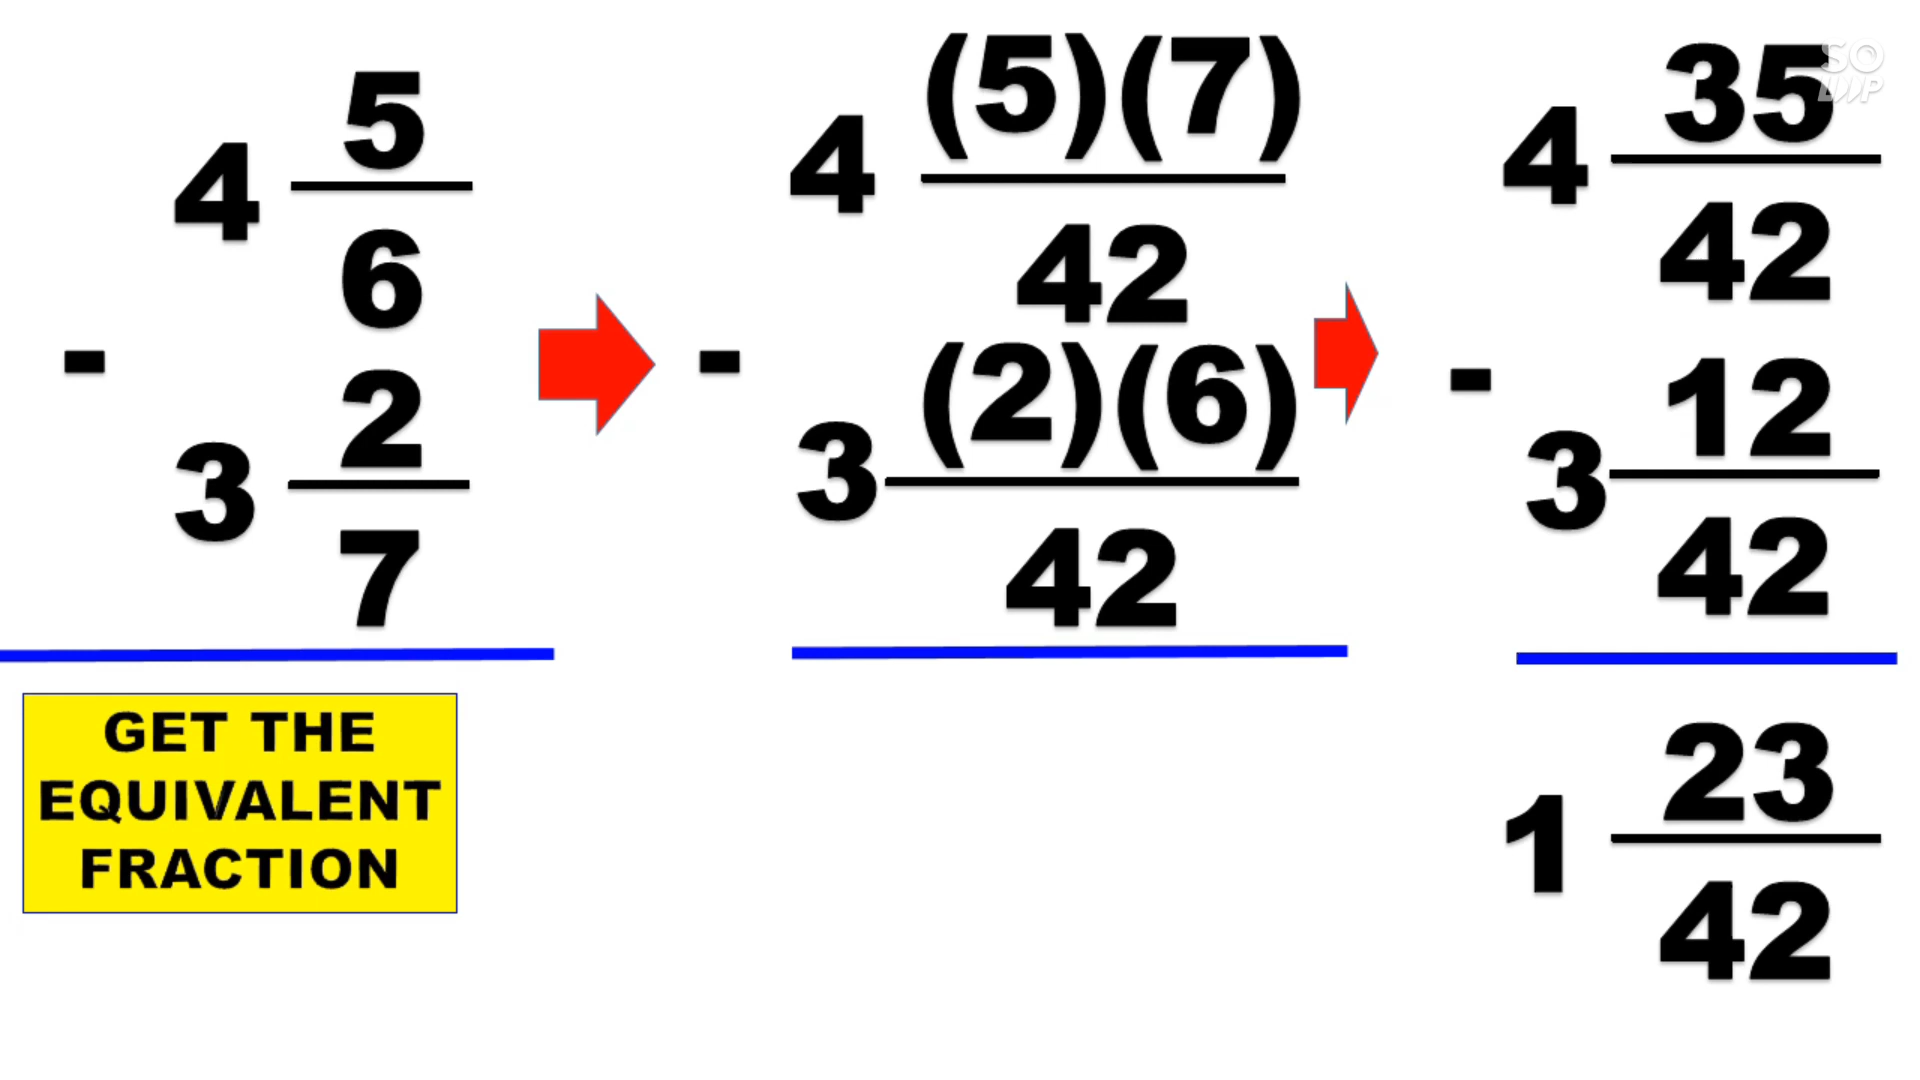 4 5/6
- 3 2/7
4 (5)(7)/42
- 3 (2)(6)/42
4 35/42
- 3 12/42
1 23/42
GET THE
EQUIVALENT
FRACTION